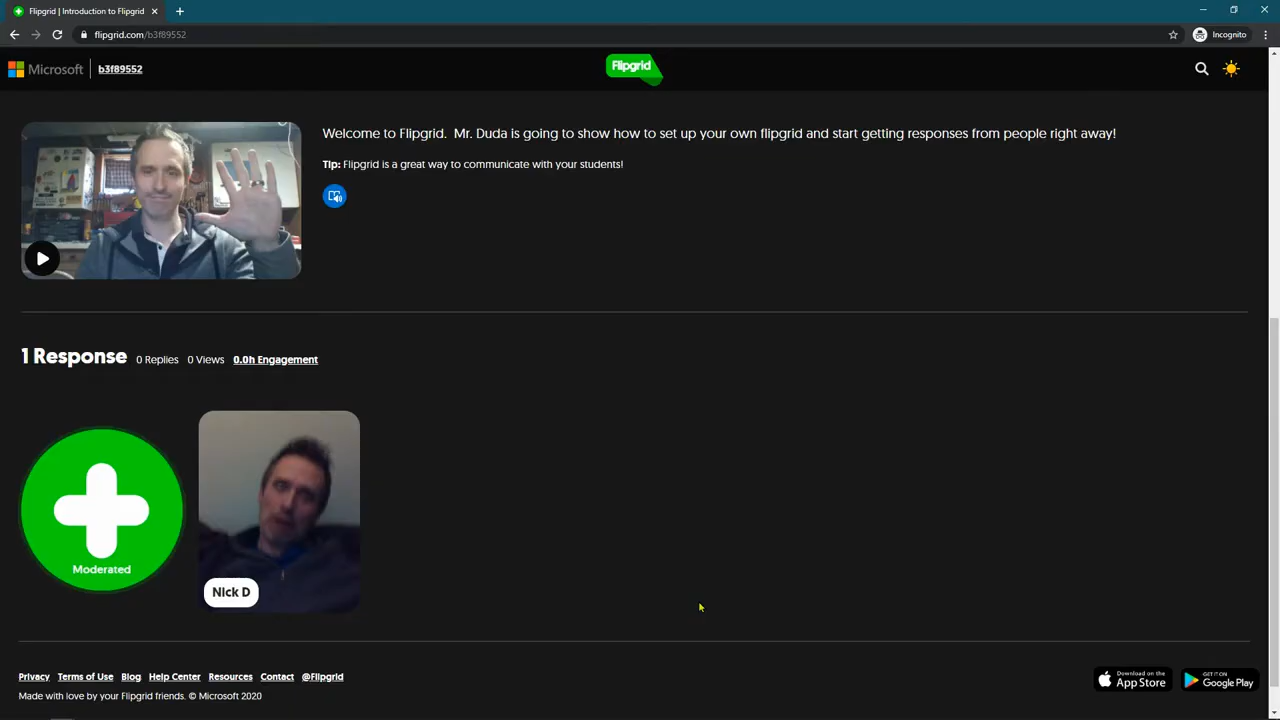 Flipgrid | Introduction to Flipgrid
flipgrid.com/b3f89552
Incognito
Microsoft
b3f89552
Flipgrid
Welcome to Flipgrid. Mr. Duda is going to show how to set up your own flipgrid and start getting responses from people right away!
Tip: Flipgrid is a great way to communicate with your students!
1 Response 0 Replies 0 Views 0.0h Engagement
Moderated
Nick D
Privacy Terms of Use Blog Help Center Resources Contact @Flipgrid
Made with love by your Flipgrid friends. © Microsoft 2020
Download on the
App Store
GET IT ON
Google Play